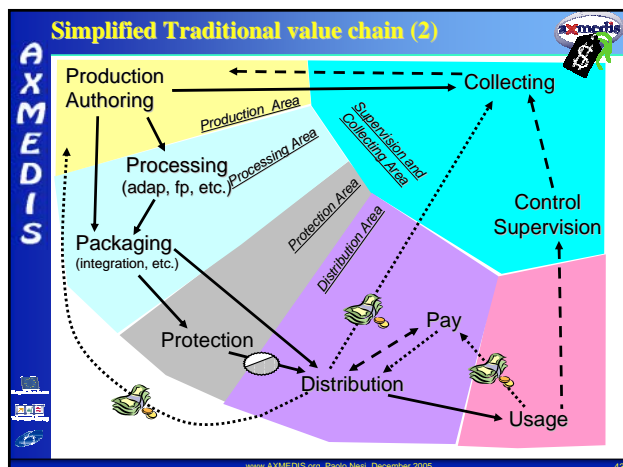 Simplified Traditional value chain (2)
axmedis
$
AXMEDIS
Production
Authoring
Collecting
Production Area
Supervision and
Collecting Area
Processing
(adap, fp, etc.)
Processing Area
Protection Area
Distribution Area
Control
Supervision
Packaging
(integration, etc.)
Pay
Protection
Distribution
Usage
www.AXMEDIS.org, Paolo Nesi, December 2005